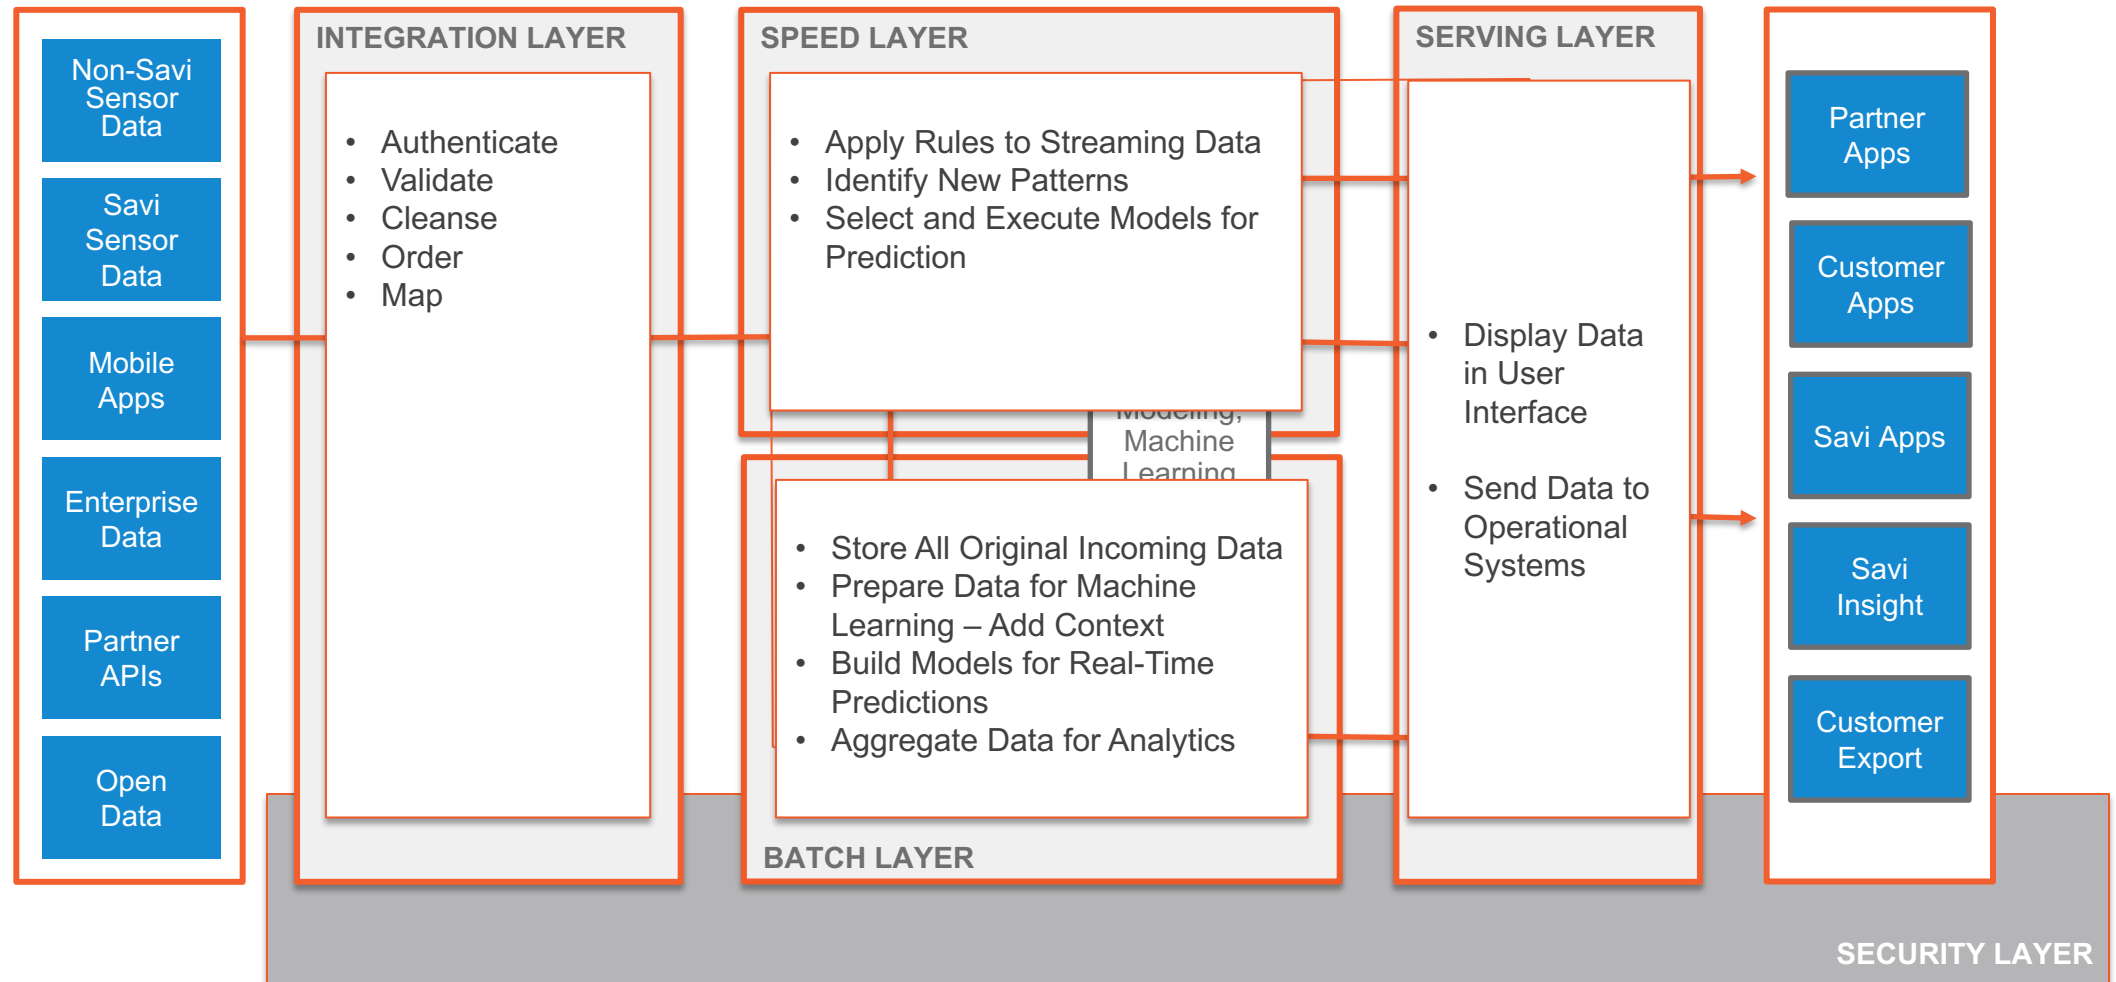 Non-Savi
Sensor
Data
Savi
Sensor
Data
Mobile
Apps
Enterprise
Data
Partner
APIs
Open
Data
INTEGRATION LAYER
• Authenticate
• Validate
• Cleanse
• Order
• Map
SPEED LAYER
• Apply Rules to Streaming Data
• Identify New Patterns
• Select and Execute Models for
Prediction
Modeling,
Machine
Learning
• Store All Original Incoming Data
• Prepare Data for Machine
Learning – Add Context
• Build Models for Real-Time
Predictions
• Aggregate Data for Analytics
BATCH LAYER
SERVING LAYER
• Display Data
in User
Interface
• Send Data to
Operational
Systems
Partner
Apps
Customer
Apps
Savi Apps
Savi
Insight
Customer
Export
SECURITY LAYER